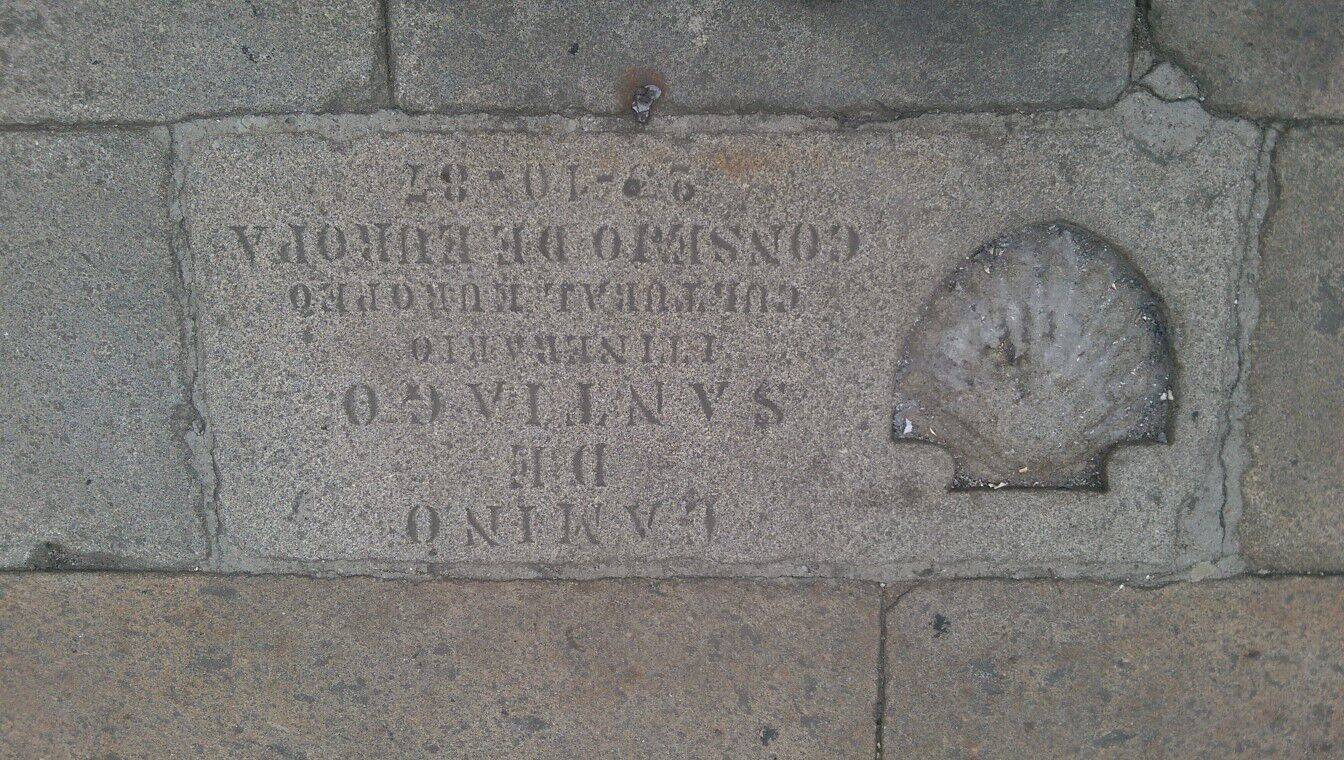 CAMINO
DE
SANTIAGO
ITINERARIO
CULTURAL EUROPEO
CONSEJO DE EUROPA
23-10-87